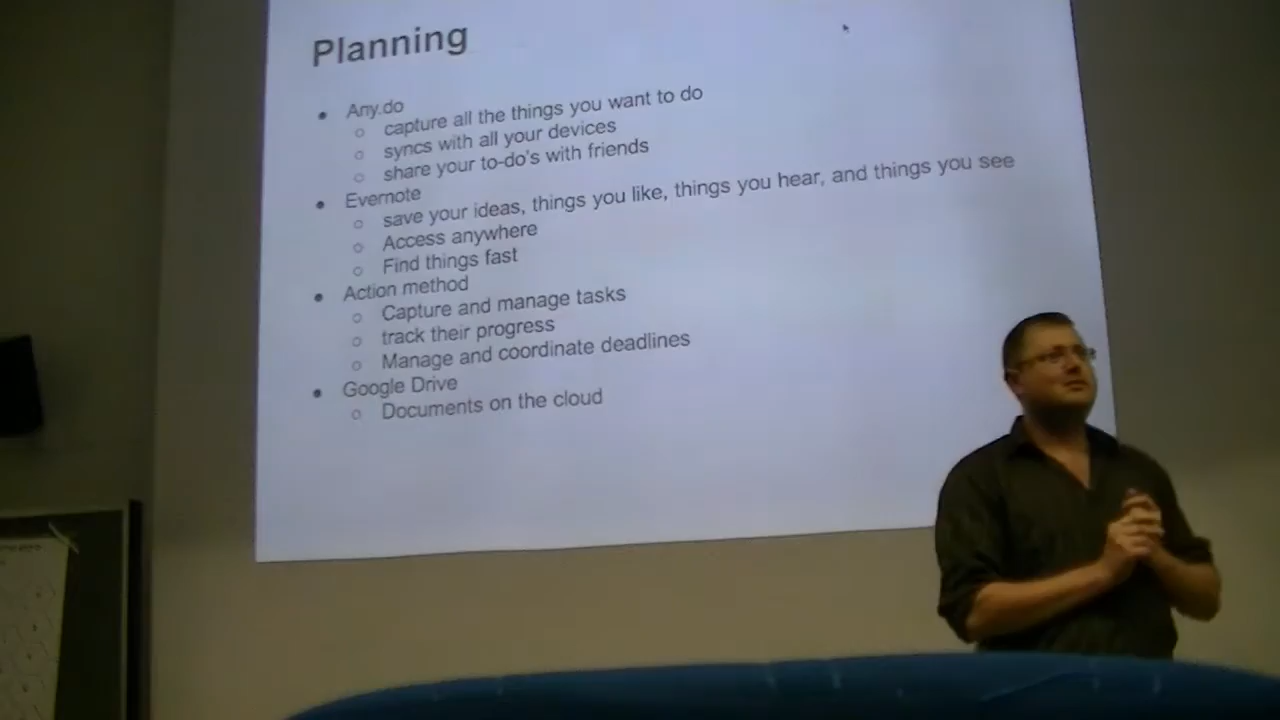 Planning
• Any.do
o capture all the things you want to do
o syncs with all your devices
o share your to-do's with friends
• Evernote
o save your ideas, things you like, things you hear, and things you see
o Access anywhere
o Find things fast
• Action method
o Capture and manage tasks
o track their progress
o Manage and coordinate deadlines
• Google Drive
o Documents on the cloud